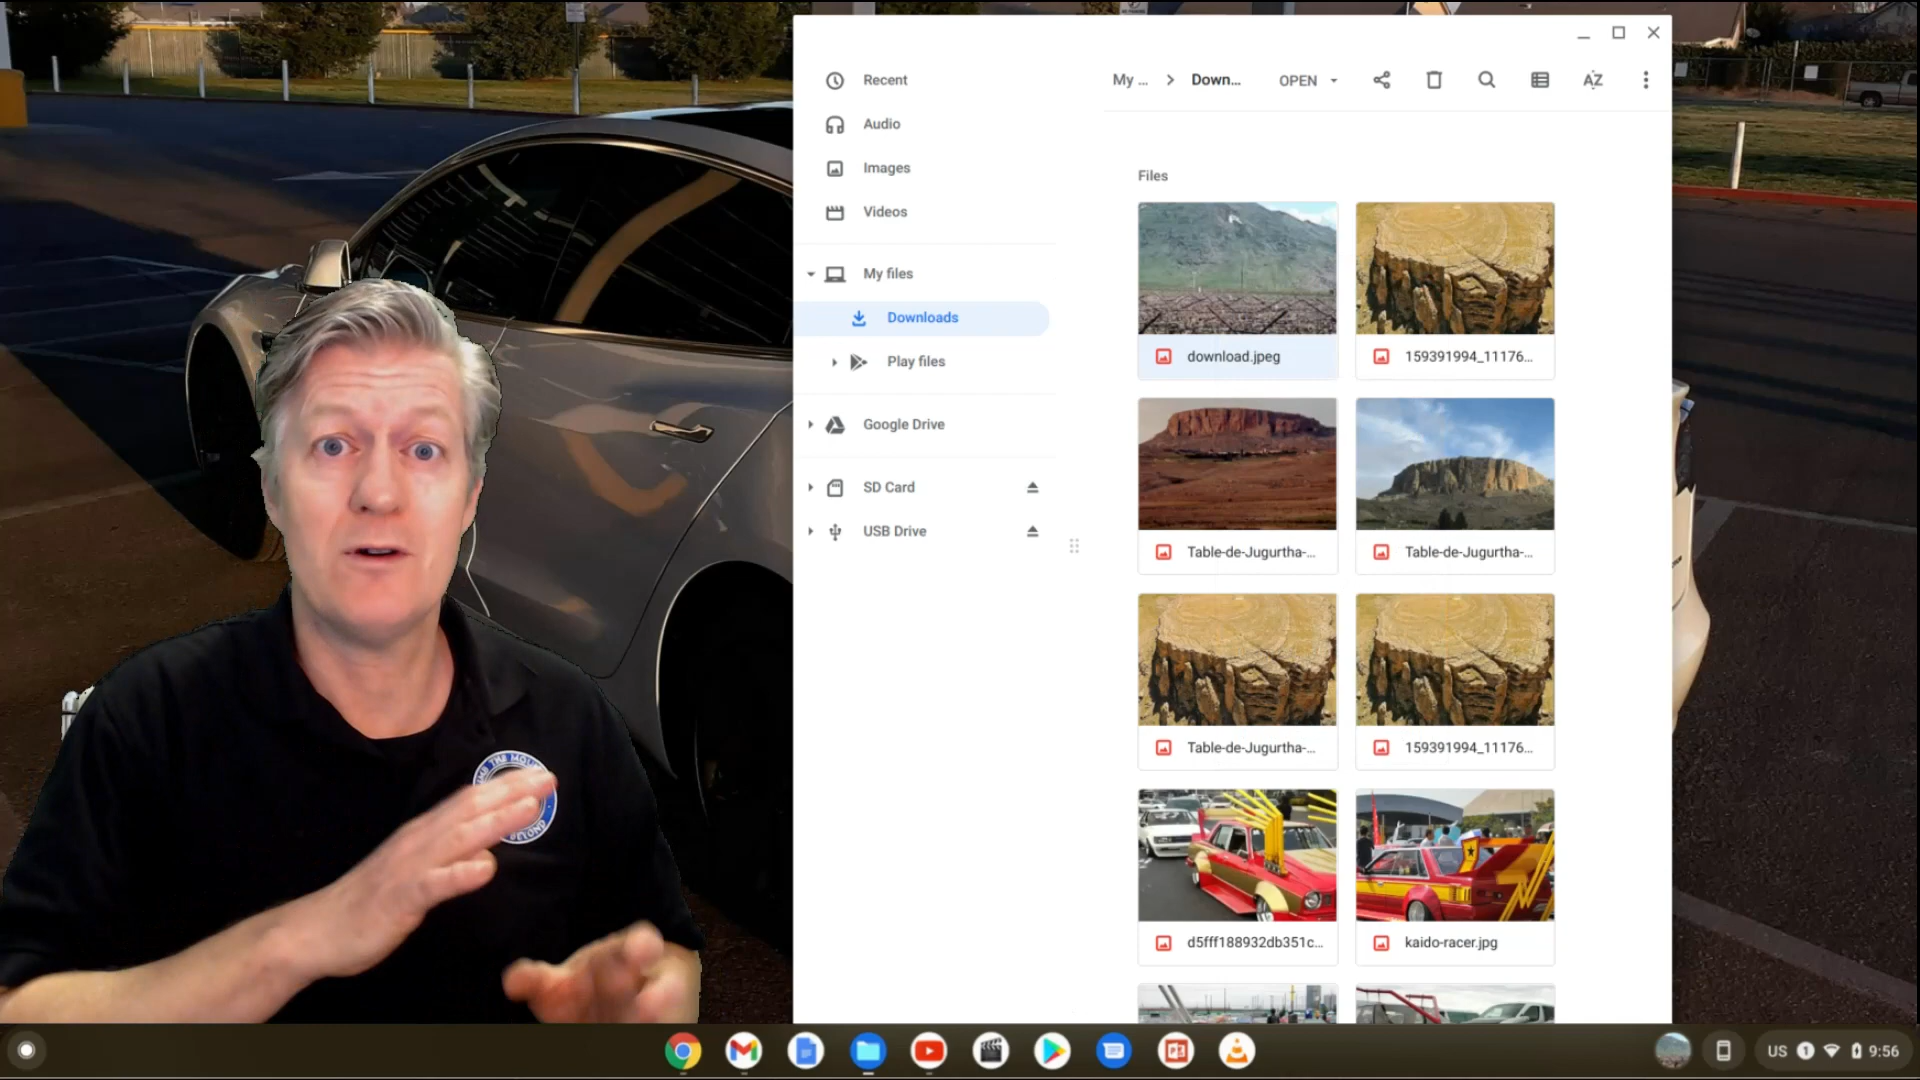 Recent
Audio
Images
Videos
My files
Downloads
Play files
Google Drive
SD Card
USB Drive
My ...
Down...
OPEN
AZ
Files
download.jpeg
159391994_11176...
Table-de-Jugurtha-...
Table-de-Jugurtha-...
Table-de-Jugurtha-...
159391994_11176...
d5fff188932db351c...
kaido-racer.jpg
US
1
9:56